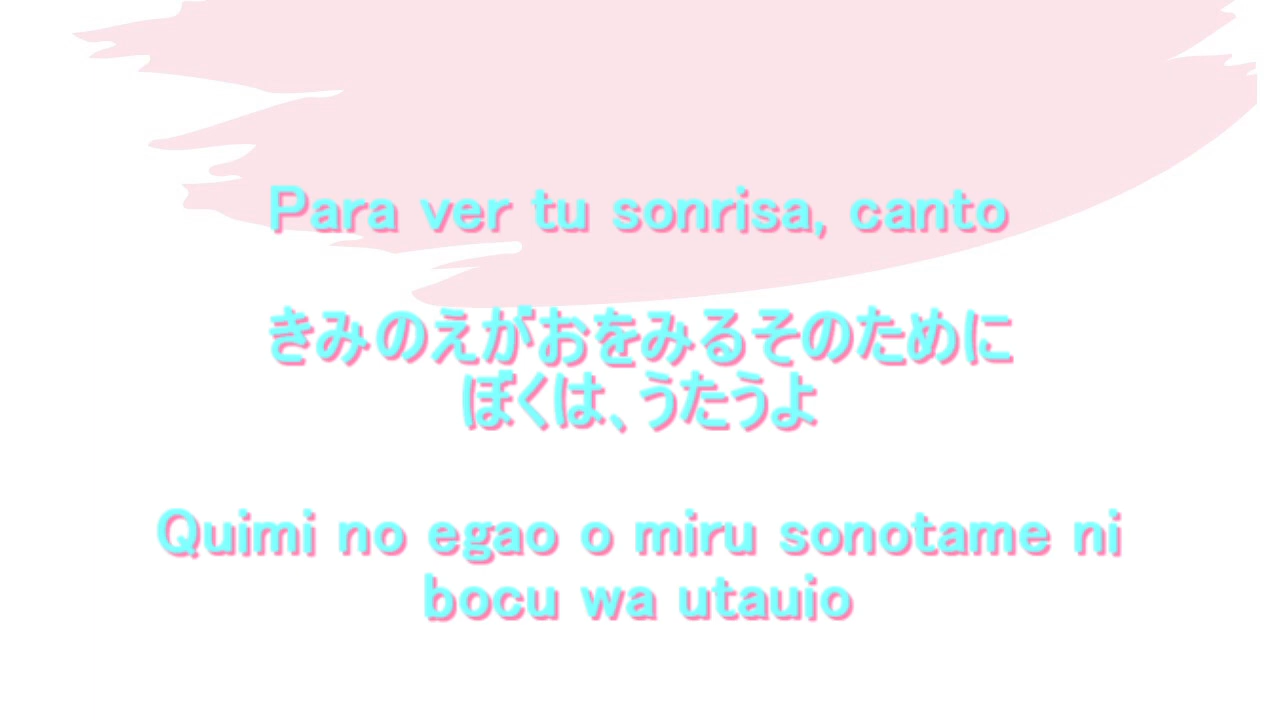 Para ver tu sonrisa, canto
きみのえがおをみるそのために
ぼくは、うたうよ
Quimi no egao o miru sonotame ni
bocu wa utauio